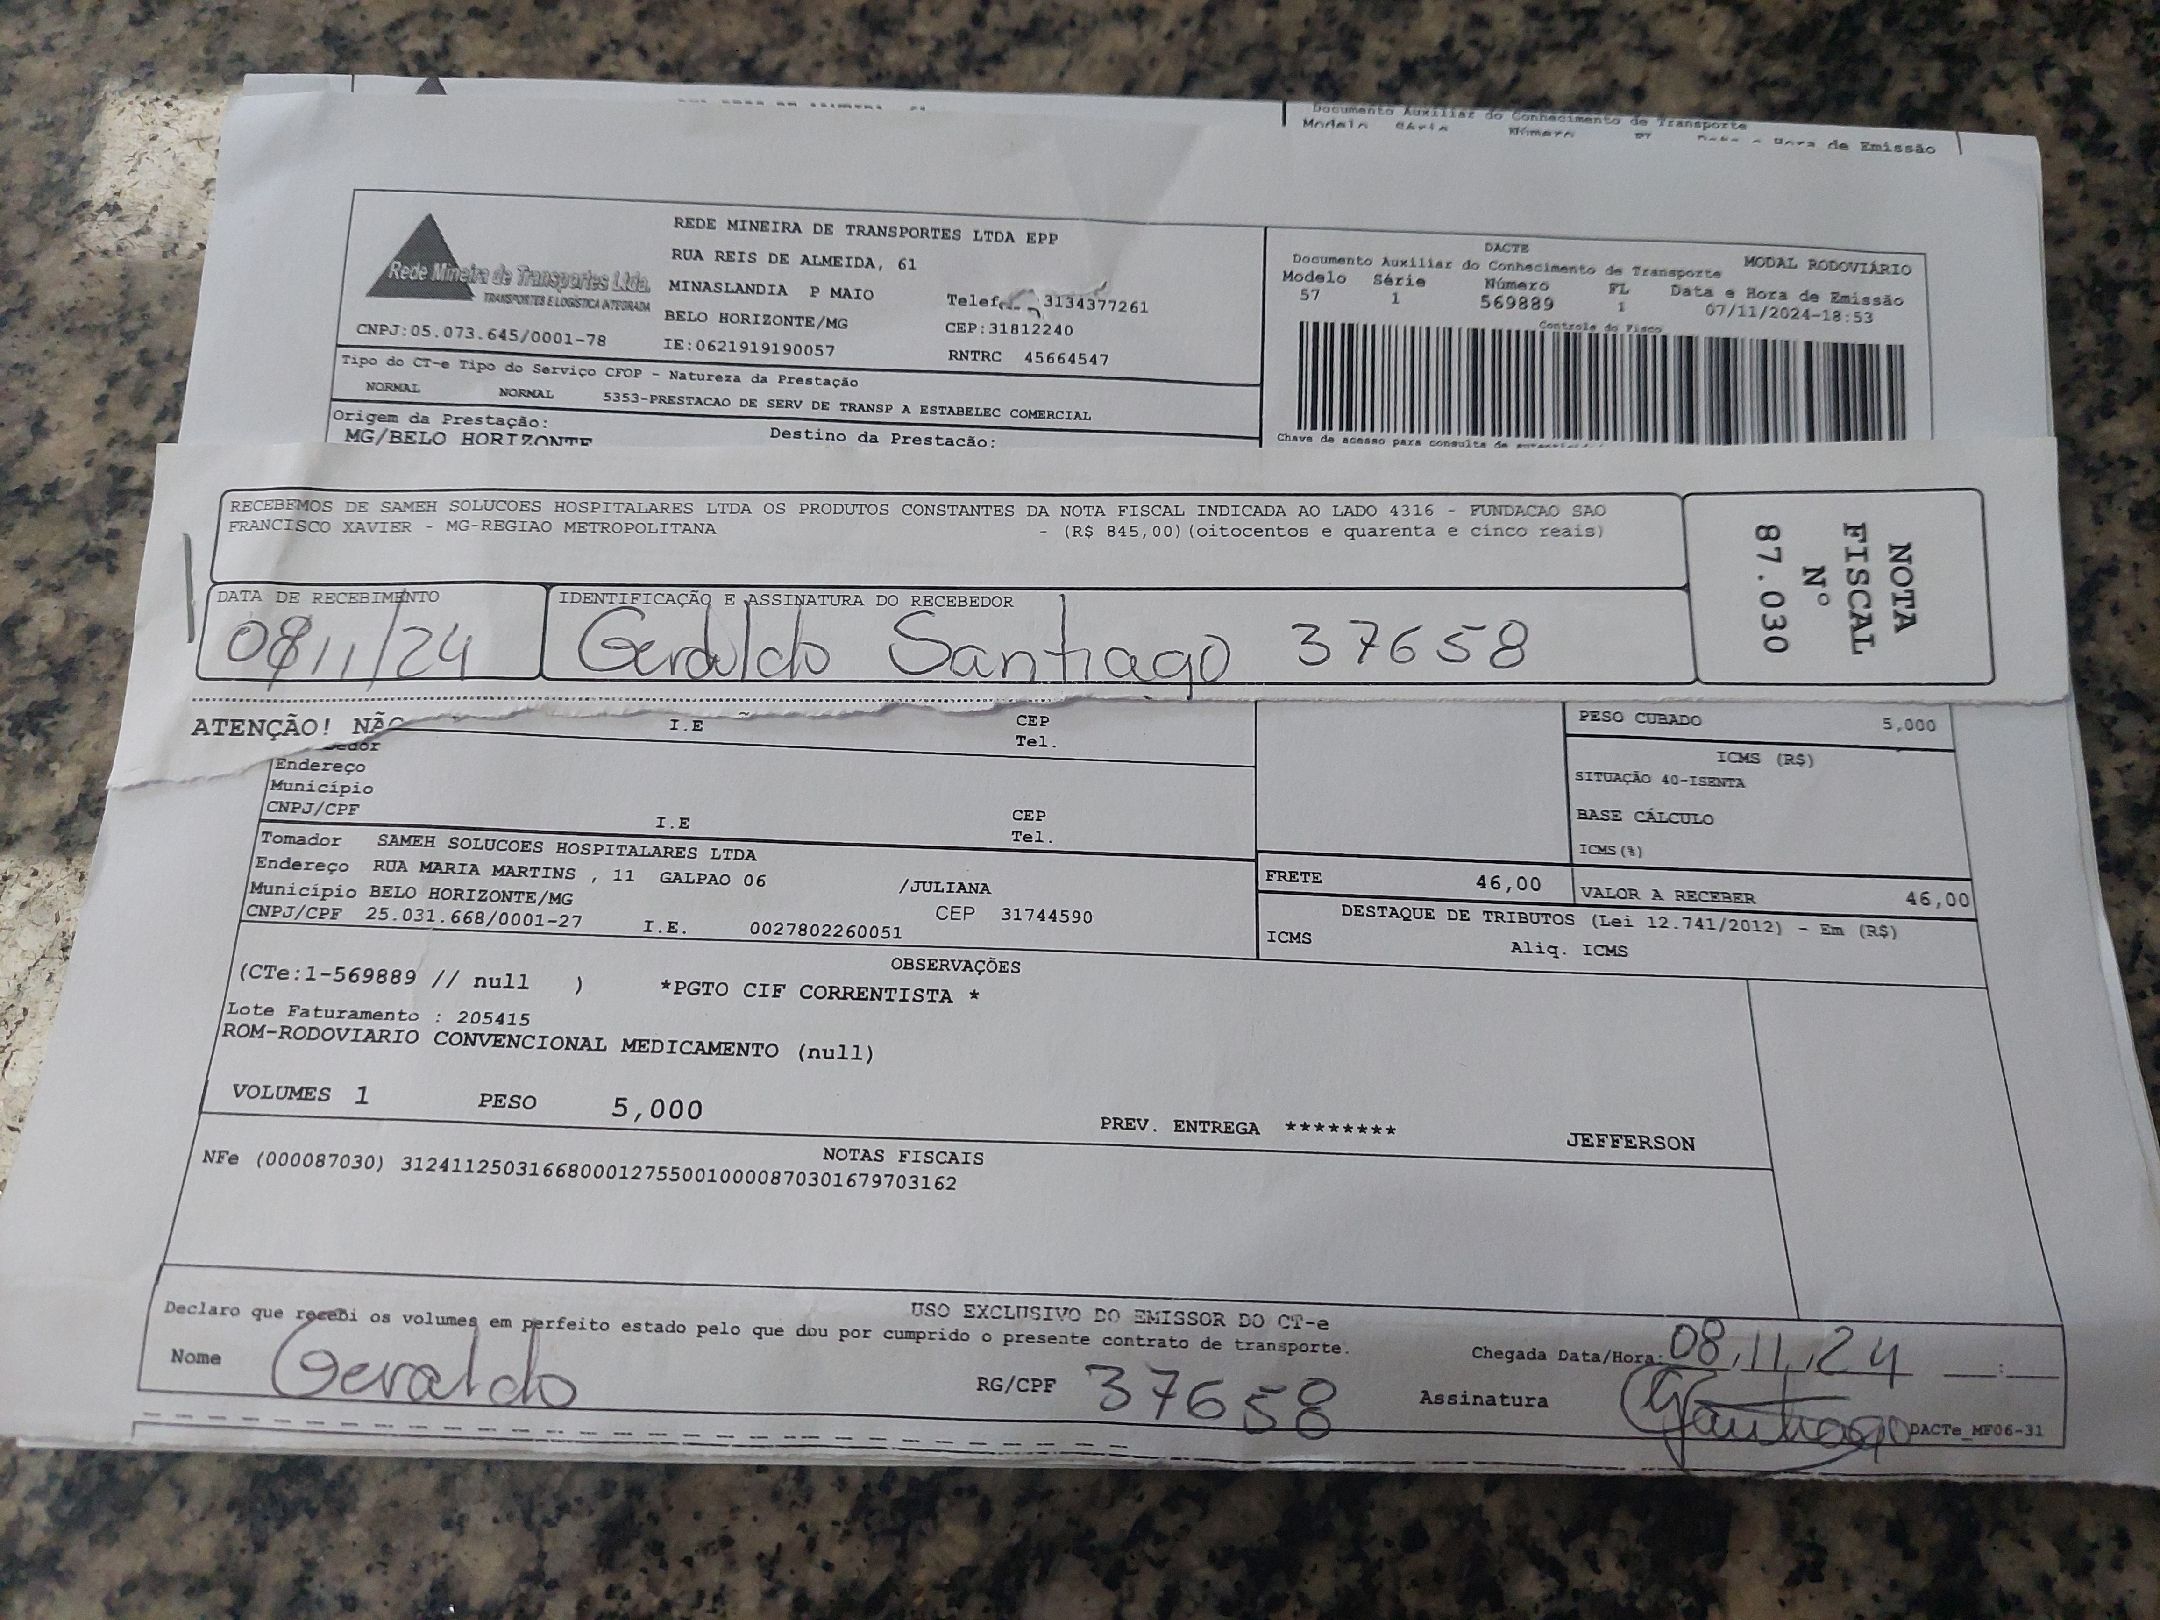 Documento Auxiliar do Conhecimento de Transporte
Modelo Série Número
Data e Hora de Emissão
Rede Mineira de Transportes Ltda.
TRANSPORTES E LOGÍSTICA INTEGRADA
CNPJ:05.073.645/0001-78
REDE MINEIRA DE TRANSPORTES LTDA EPP
RUA REIS DE ALMEIDA, 61
MINASLANDIA P MAIO
Telef 3134377261
BELO HORIZONTE/MG
CEP:31812240
IE:0621919190057
RNTRC 45664547
DACTE
Documento Auxiliar do Conhecimento de Transporte MODAL RODOVIÁRIO
Modelo Série Número FL Data e Hora de Emissão
57 1 569889 1 07/11/2024-18:53
Controle do Fisco
Chave de acesso para consulta de
Tipo do CT-e Tipo do Serviço CFOP - Natureza da Prestação
NORMAL NORMAL 5353-PRESTACAO DE SERV DE TRANSP A ESTABELEC COMERCIAL
Origem da Prestação: Destino da Prestação:
MG/BELO HORIZONTE
RECEBEMOS DE SAMEH SOLUCOES HOSPITALARES LTDA OS PRODUTOS CONSTANTES DA NOTA FISCAL INDICADA AO LADO 4316 - FUNDACAO SAO
FRANCISCO XAVIER - MG-REGIAO METROPOLITANA - (R$ 845,00)(oitocentos e quarenta e cinco reais)
NOTA
FISCAL
Nº
87.030
DATA DE RECEBIMENTO
08/11/24
IDENTIFICAÇÃO E ASSINATURA DO RECEBEDOR
Geraldo Santiago 37658
ATENÇÃO! NÃO
I.E CEP
Tel.
Endereço
Município
CNPJ/CPF I.E CEP
Tel.
PESO CUBADO 5,000
ICMS (R$)
SITUAÇÃO 40-ISENTA
BASE CÁLCULO
ICMS(%)
Tomador SAMEH SOLUCOES HOSPITALARES LTDA
Endereço RUA MARIA MARTINS , 11 GALPAO 06 /JULIANA
Município BELO HORIZONTE/MG CEP 31744590
CNPJ/CPF 25.031.668/0001-27 I.E. 0027802260051
FRETE 46,00 VALOR A RECEBER 46,00
DESTAQUE DE TRIBUTOS (Lei 12.741/2012) - Em (R$)
ICMS Aliq. ICMS
OBSERVAÇÕES
(CTe:1-569889 // null ) *PGTO CIF CORRENTISTA *
Lote Faturamento : 205415
ROM-RODOVIARIO CONVENCIONAL MEDICAMENTO (null)
VOLUMES 1 PESO 5,000 PREV. ENTREGA ******** JEFFERSON
NOTAS FISCAIS
NFe (000087030) 31241125031668000127550010000870301679703162
USO EXCLUSIVO DO EMISSOR DO CT-e
Declaro que recebi os volumes em perfeito estado pelo que dou por cumprido o presente contrato de transporte.
Chegada Data/Hora: 08.11.24 :
Nome Geraldo RG/CPF 37658 Assinatura GSantiago
DACTe_MF06-31